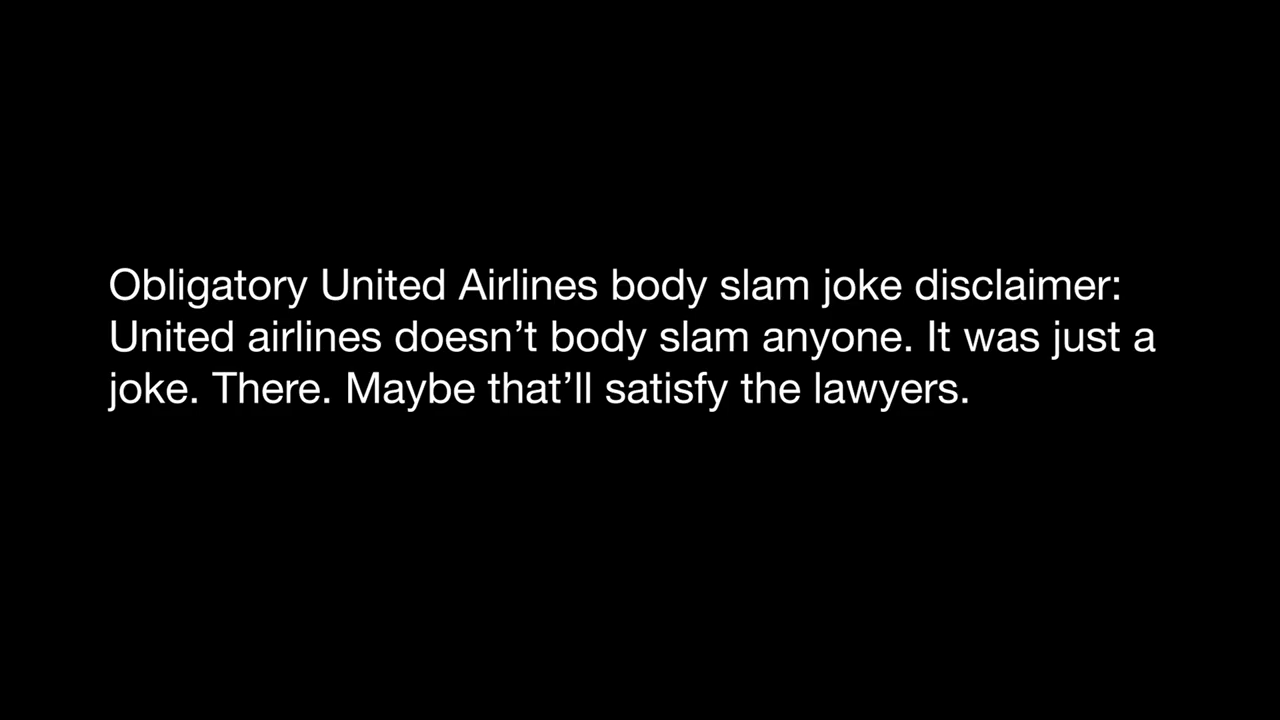 Obligatory United Airlines body slam joke disclaimer:
United airlines doesn’t body slam anyone. It was just a
joke. There. Maybe that’ll satisfy the lawyers.